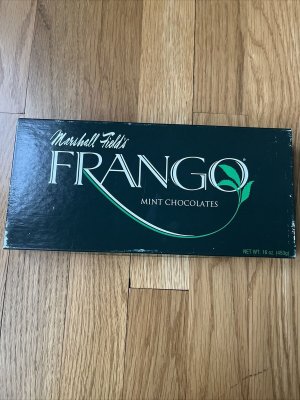 Marshall Field's
FRANGO®
MINT CHOCOLATES
NET WT. 16 oz. (453g)